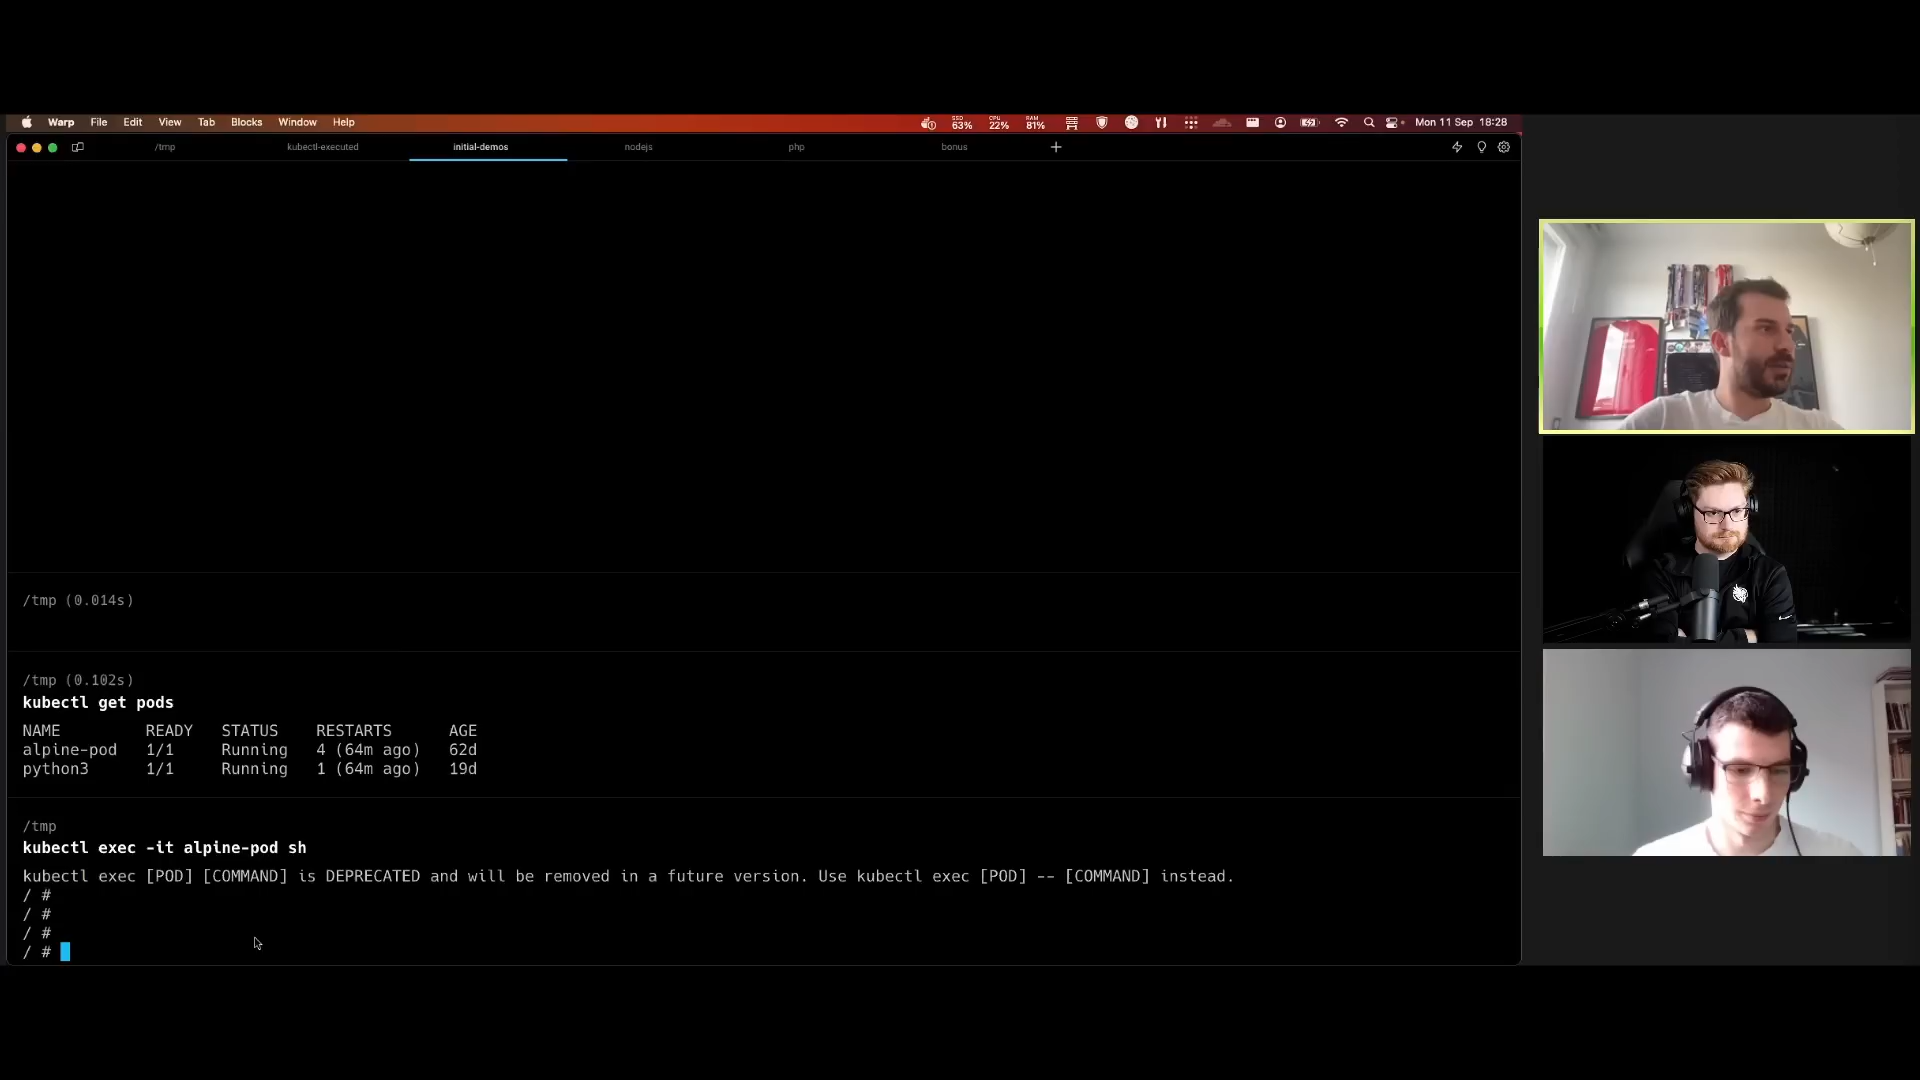 Warp File Edit View Tab Blocks Window Help SSD 63% CPU 22% RAM 81% Mon 11 Sep 18:28
/tmp kubectl-executed initial-demos nodejs php bonus +
/tmp (0.014s)
/tmp (0.102s)
kubectl get pods
NAME READY STATUS RESTARTS AGE
alpine-pod 1/1 Running 4 (64m ago) 62d
python3 1/1 Running 1 (64m ago) 19d
/tmp
kubectl exec -it alpine-pod sh
kubectl exec [POD] [COMMAND] is DEPRECATED and will be removed in a future version. Use kubectl exec [POD] -- [COMMAND] instead.
/ #
/ #
/ #
/ #